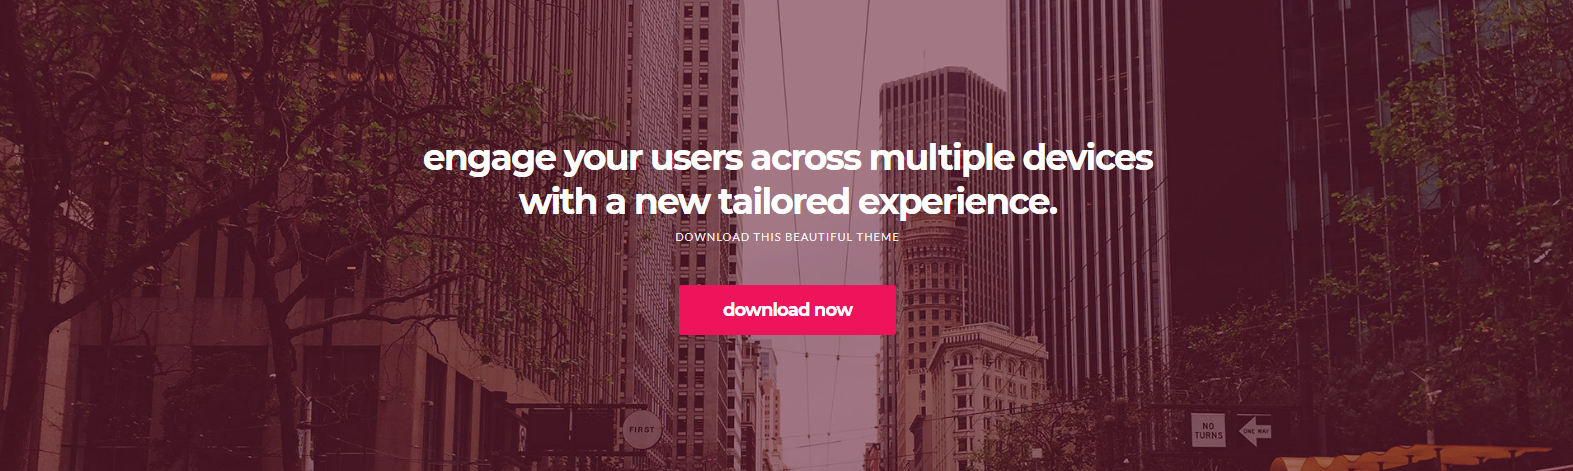 engage your users across multiple devices
with a new tailored experience.
DOWNLOAD THIS BEAUTIFUL THEME
download now
FIRST
NO
TURNS
ONE WAY